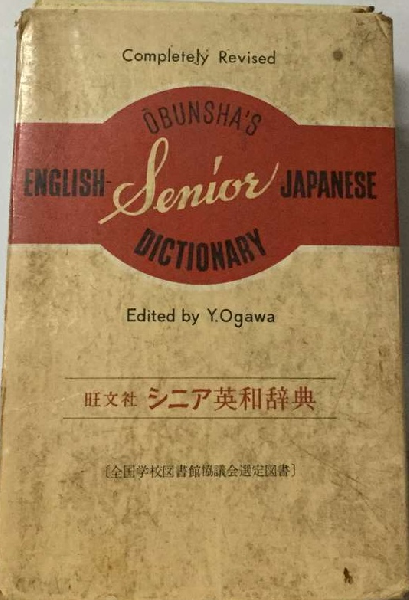 Completely Revised
ŌBUNSHA'S
ENGLISH- Senior JAPANESE
DICTIONARY
Edited by Y.Ogawa
旺文社 シニア英和辞典
〔全国学校図書館協議会選定図書〕